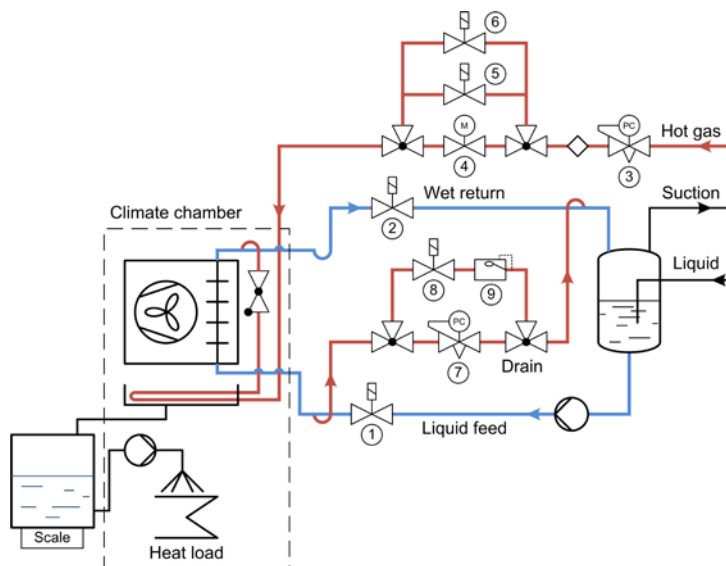 6
5
M
4
PC
3
Hot gas
Wet return
2
Suction
Climate chamber
Liquid
8
9
PC
7
Drain
1
Liquid feed
Scale
Heat load